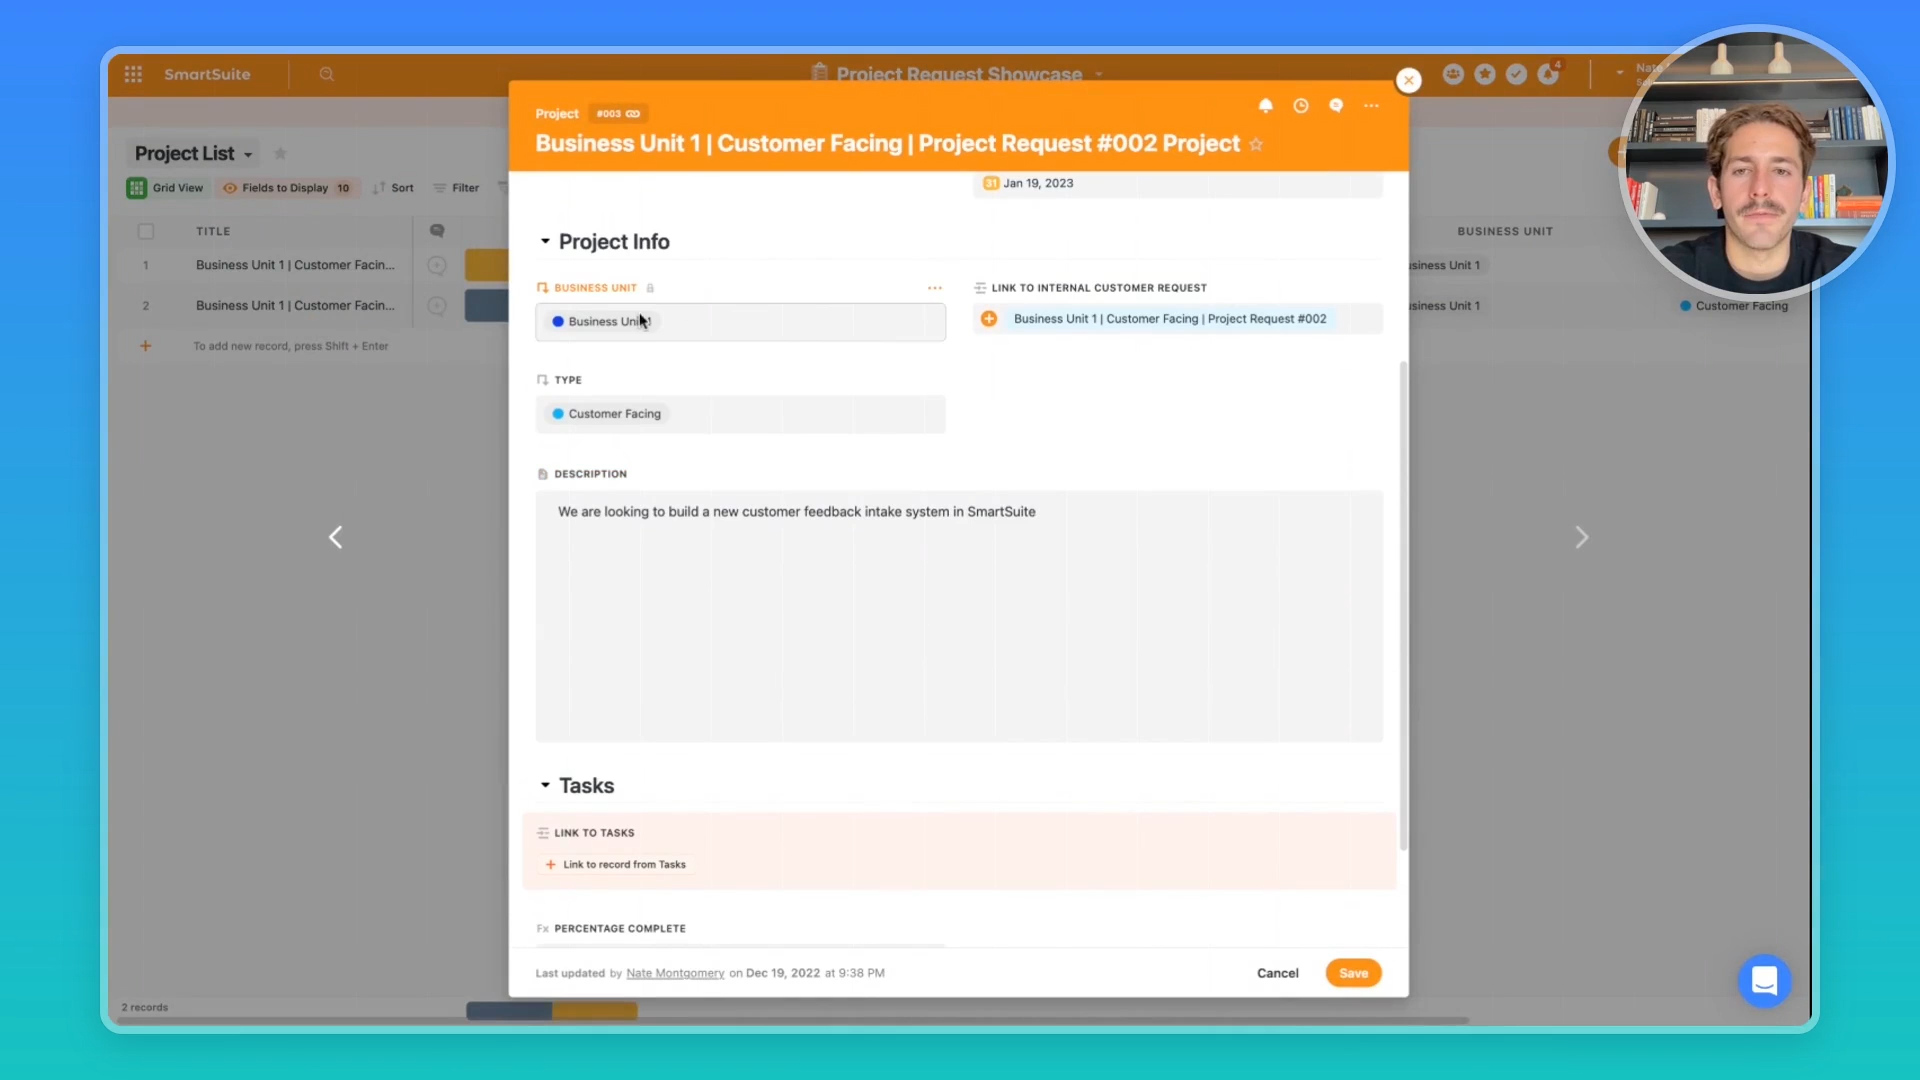 SmartSuite
Project Request Showcase
4
Nate
Project #003
Business Unit 1 | Customer Facing | Project Request #002 Project
Project List
Grid View Fields to Display 10 Sort Filter
31 Jan 19, 2023
TITLE
BUSINESS UNIT
1 Business Unit 1 | Customer Facin...
2 Business Unit 1 | Customer Facin...
To add new record, press Shift + Enter
Project Info
BUSINESS UNIT
Business Unit 1
LINK TO INTERNAL CUSTOMER REQUEST
Business Unit 1 | Customer Facing | Project Request #002
siness Unit 1
siness Unit 1 Customer Facing
TYPE
Customer Facing
DESCRIPTION
We are looking to build a new customer feedback intake system in SmartSuite
Tasks
LINK TO TASKS
Link to record from Tasks
Fx PERCENTAGE COMPLETE
Last updated by Nate Montgomery on Dec 19, 2022 at 9:38 PM
Cancel Save
2 records